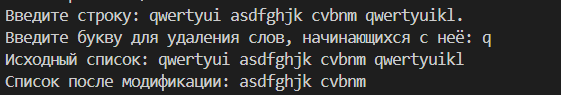 Введите строку: qwertyui asdfghjk cvbnm qwertyuikl.
Введите букву для удаления слов, начинающихся с неё: q
Исходный список: qwertyui asdfghjk cvbnm qwertyuikl
Список после модификации: asdfghjk cvbnm